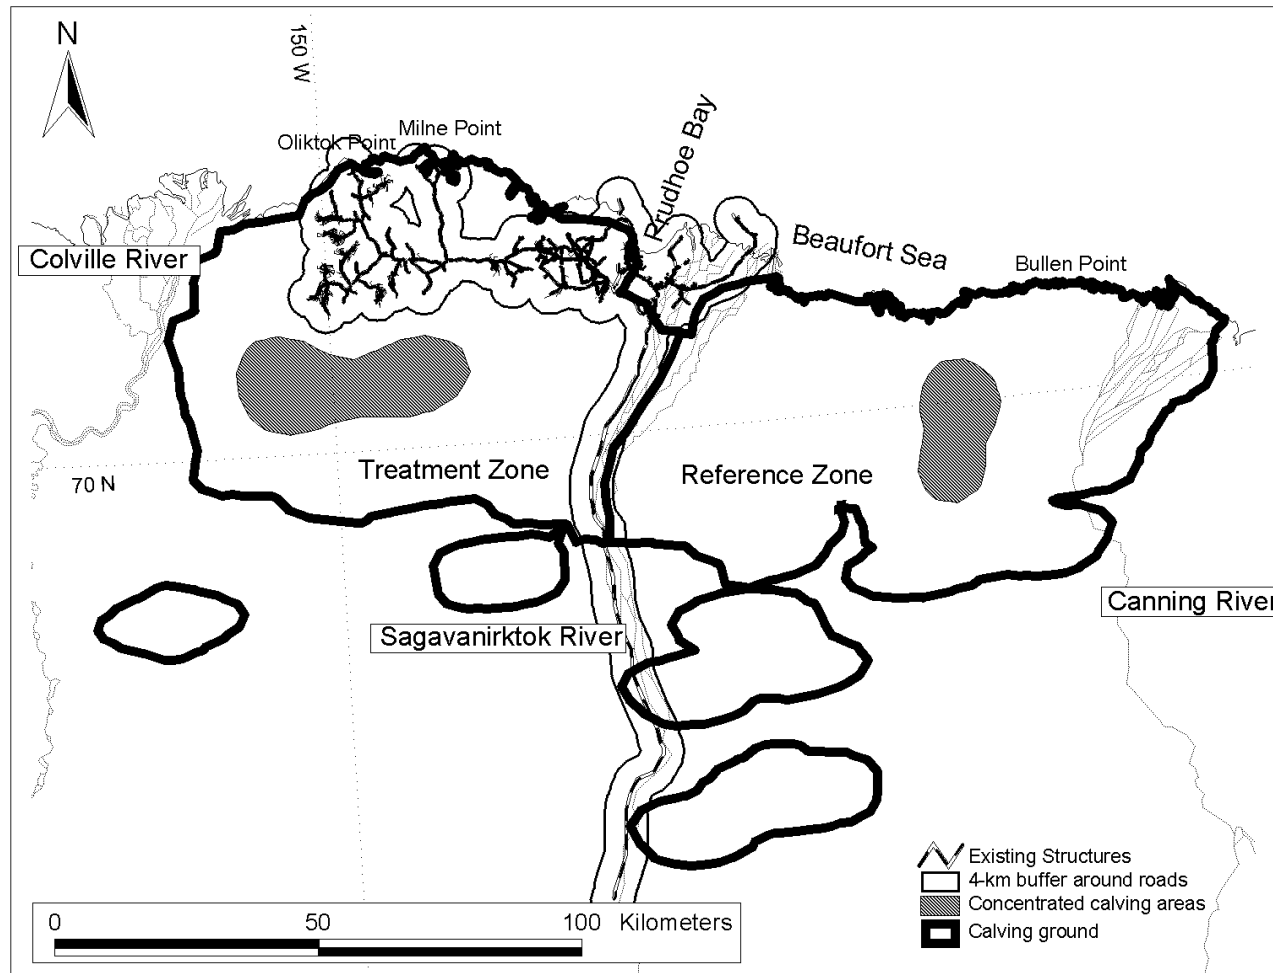 N
150 W
Oliktok Point
Milne Point
Prudhoe Bay
Colville River
Beaufort Sea
Bullen Point
70 N
Treatment Zone
Reference Zone
Canning River
Sagavanirktok River
Existing Structures
4-km buffer around roads
Concentrated calving areas
Calving ground
0 50 100 Kilometers